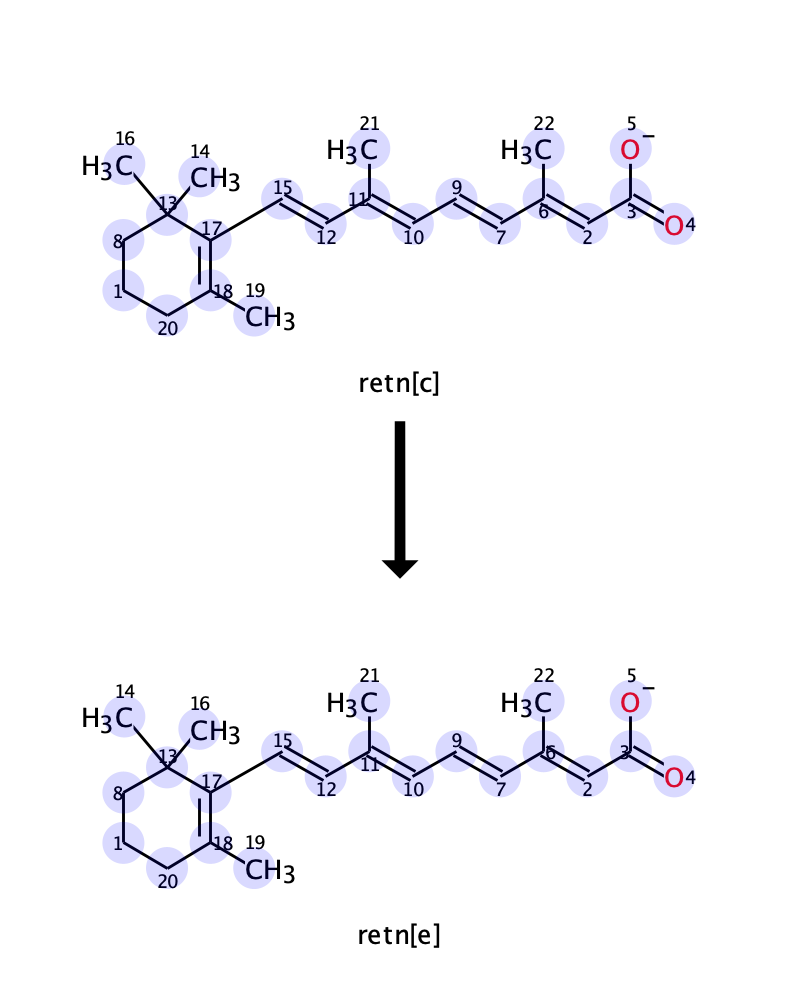 16 21 22 5
H3C 14 H3C H3C O−
CH3
13 15 11 9 6 3
8 17 12 10 7 2 O4
1 18 19
20 CH3
retn[c]
14 21 22 5
H3C 16 H3C H3C O−
CH3
13 15 11 9 6 3
8 17 12 10 7 2 O4
1 18 19
20 CH3
retn[e]